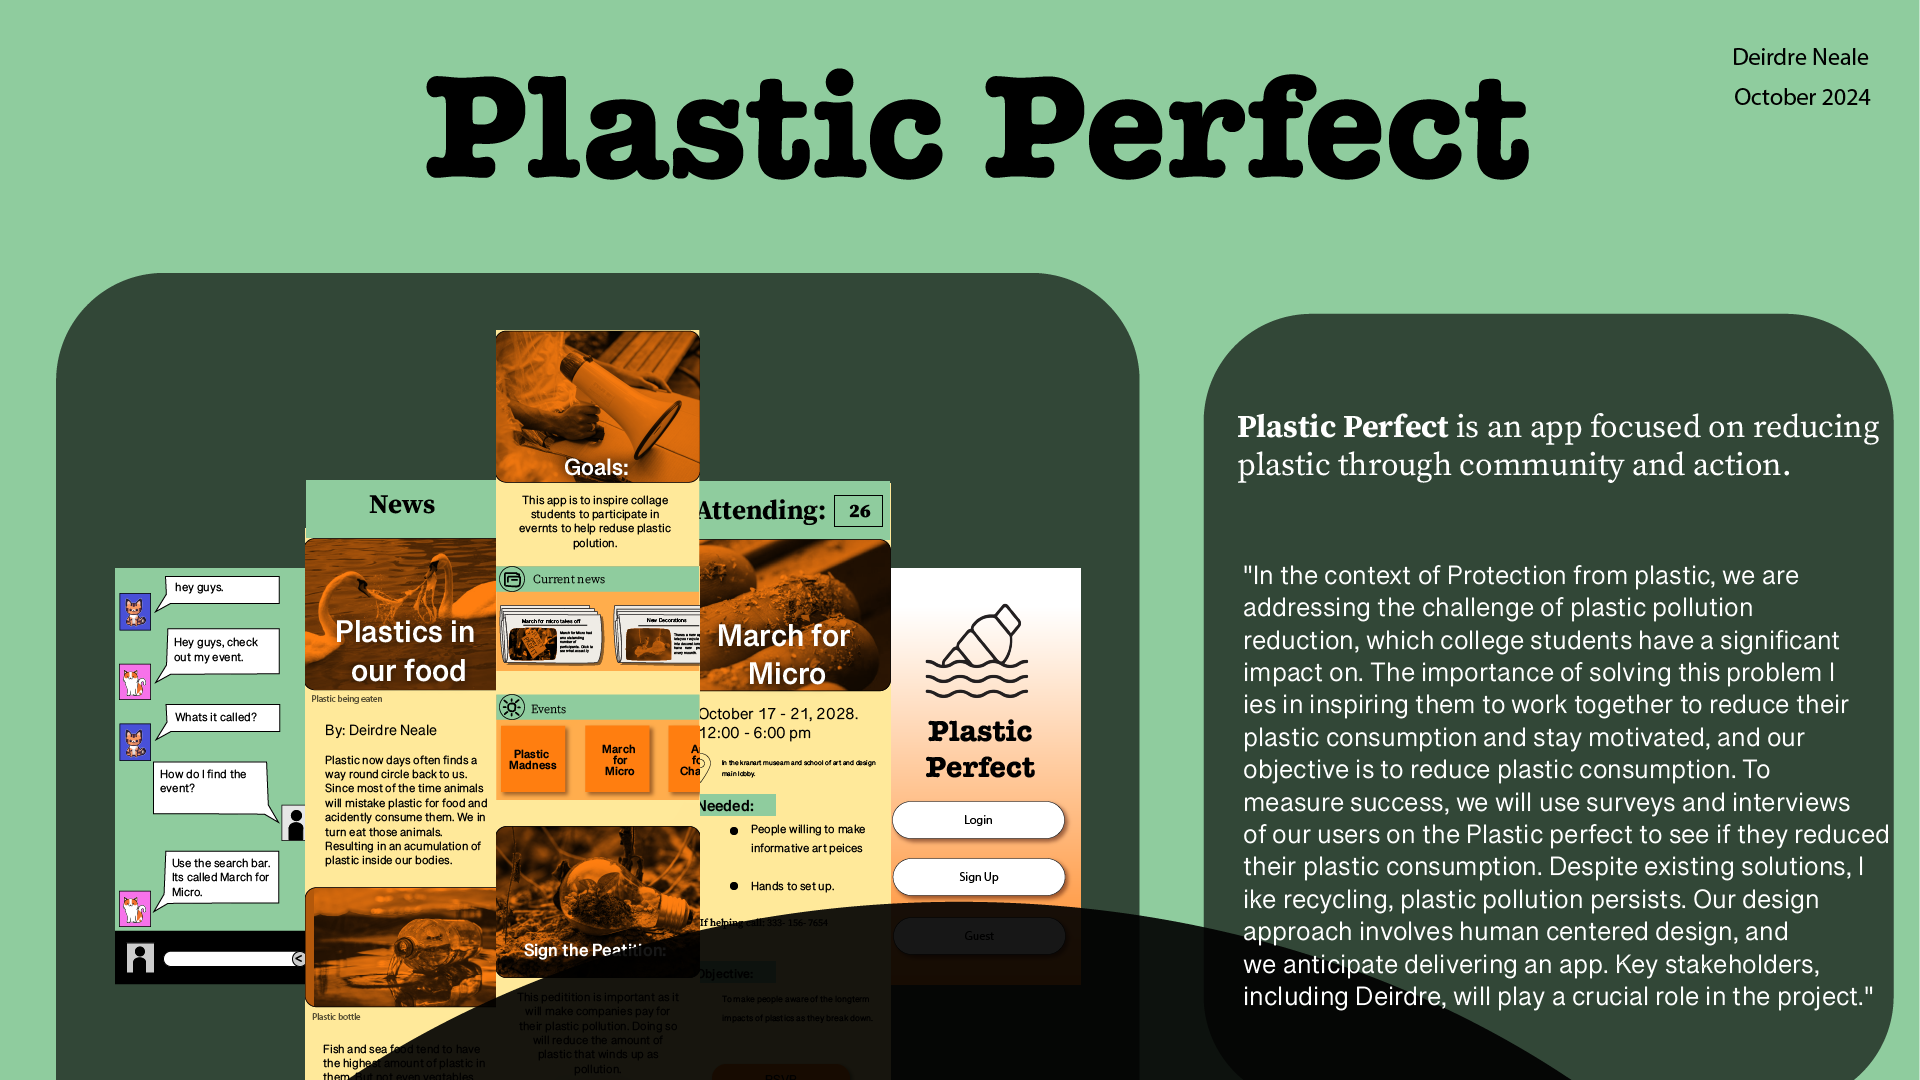 Deirdre Neale
October 2024
Plastic Perfect
hey guys.
Hey guys, check
out my event.
Whats it called?
How do I find the
event?
Use the search bar.
Its called March for
Micro.
<
News
Plastics in
our food
Plastic being eaten
By: Deirdre Neale
Plastic now days often finds a
way round circle back to us.
Since most of the time animals
will mistake plastic for food and
acidently consume them. We in
turn eat those animals.
Resulting in an acumulation of
plastic inside our bodies.
Plastic bottle
Fish and sea food tend to have
the highest amount of plastic in
them. But not even vegtables
Goals:
This app is to inspire collage
students to participate in
evernts to help reduse plastic
polution.
Current news
March for micro takes off
New Decorations
Events
Plastic
Madness
March
for
Micro
Sign the Peatition:
This peditition is important as it
will make companies pay for
their plastic pollution. Doing so
will reduce the amount of
plastic that winds up as
pollution.
Attending:
26
March for
Micro
October 17 - 21, 2028.
12:00 - 6:00 pm
in the kranart museam and school of art and design
main lobby.
Needed:
People willing to make
informative art peices
Hands to set up.
If helping call: 333- 156-7654
Objective:
To make people aware of the longterm
impacts of plastics as they break down.
RSVP
Plastic
Perfect
Login
Sign Up
Guest
Plastic Perfect is an app focused on reducing
plastic through community and action.
"In the context of Protection from plastic, we are
addressing the challenge of plastic pollution
reduction, which college students have a significant
impact on. The importance of solving this problem l
ies in inspiring them to work together to reduce their
plastic consumption and stay motivated, and our
objective is to reduce plastic consumption. To
measure success, we will use surveys and interviews
of our users on the Plastic perfect to see if they reduced
their plastic consumption. Despite existing solutions, l
ike recycling, plastic pollution persists. Our design
approach involves human centered design, and
we anticipate delivering an app. Key stakeholders,
including Deirdre, will play a crucial role in the project."